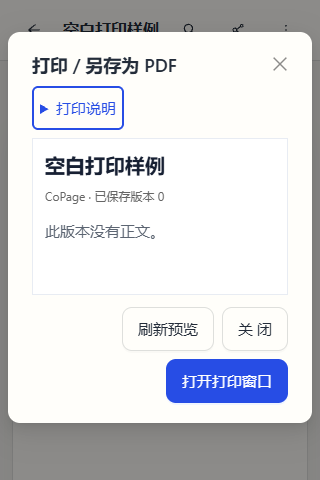 空白打印样例
打印 / 另存为 PDF
▶ 打印说明
空白打印样例
CoPage · 已保存版本 0
此版本没有正文。
刷新预览
关 闭
打开打印窗口